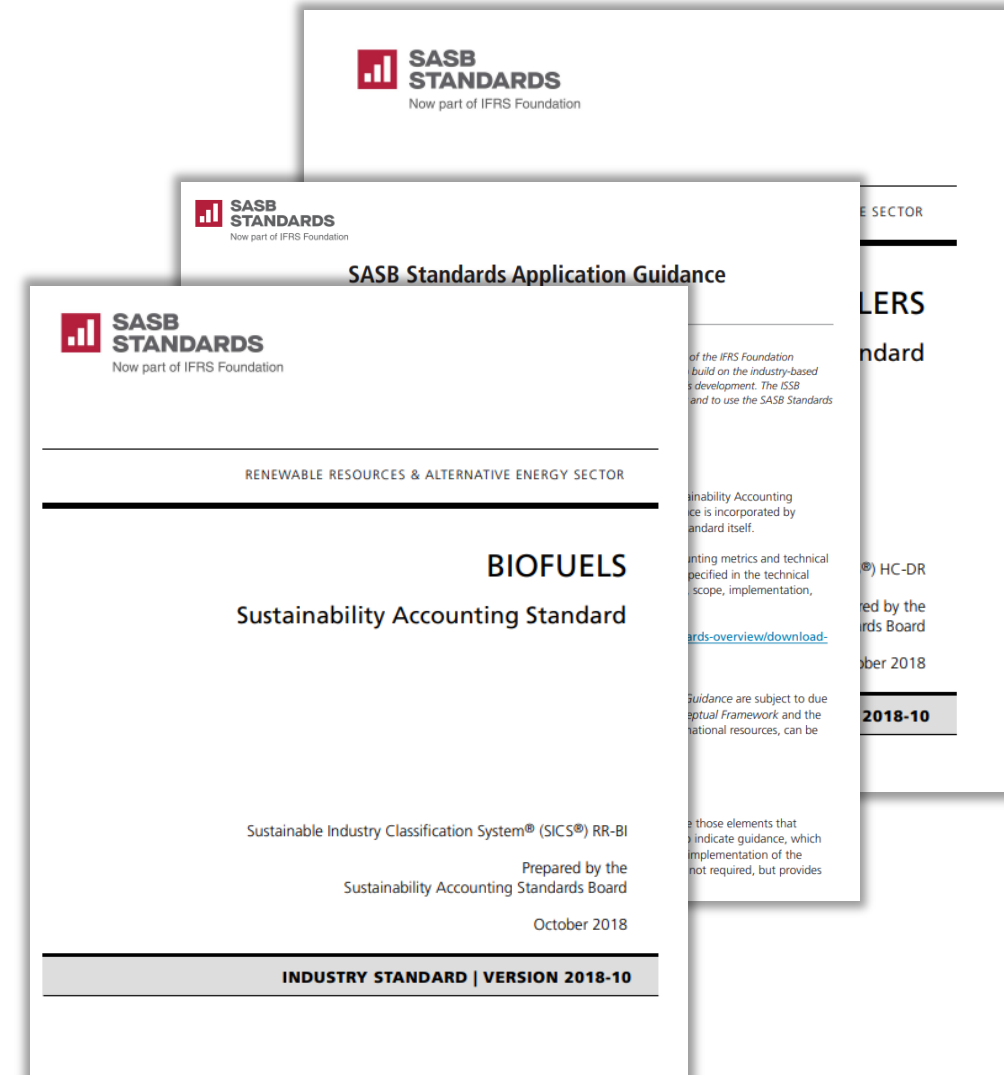 SASB
STANDARDS
Now part of IFRS Foundation
E SECTOR
LERS
ndard
®) HC-DR
red by the
rds Board
ober 2018
2018-10
SASB
STANDARDS
Now part of IFRS Foundation
SASB Standards Application Guidance
of the IFRS Foundation
build on the industry-based
s development. The ISSB
and to use the SASB Standards
ainability Accounting
ce is incorporated by
andard itself.
unting metrics and technical
pecified in the technical
, scope, implementation,
ards-overview/download-
Guidance are subject to due
eptual Framework and the
national resources, can be
e those elements that
o indicate guidance, which
implementation of the
not required, but provides
SASB
STANDARDS
Now part of IFRS Foundation
RENEWABLE RESOURCES & ALTERNATIVE ENERGY SECTOR
BIOFUELS
Sustainability Accounting Standard
Sustainable Industry Classification System® (SICS®) RR-BI
Prepared by the
Sustainability Accounting Standards Board
October 2018
INDUSTRY STANDARD | VERSION 2018-10